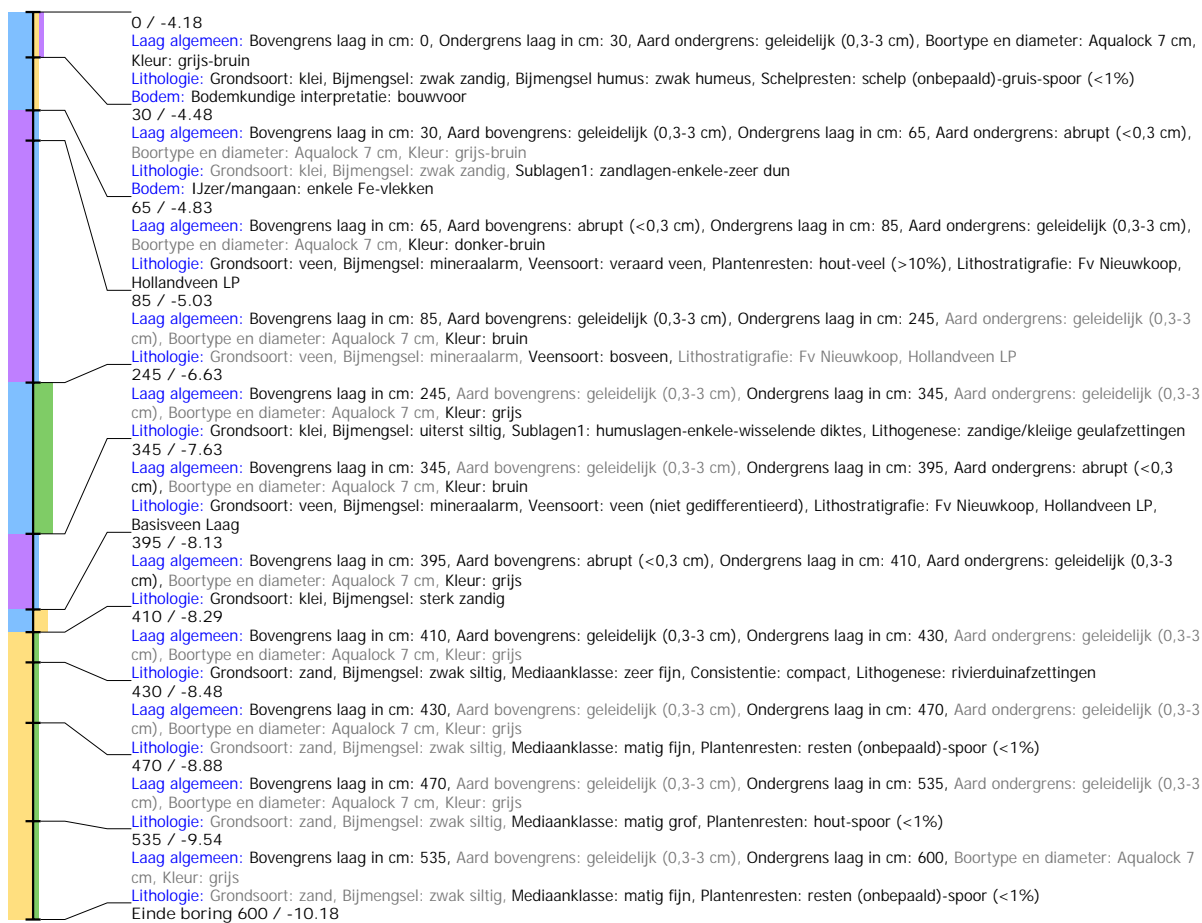 0 / -4.18
Laag algemeen: Bovengrens laag in cm: 0, Ondergrens laag in cm: 30, Aard ondergrens: geleidelijk (0,3-3 cm), Boortype en diameter: Aqualock 7 cm,
Kleur: grijs-bruin
Lithologie: Grondsoort: klei, Bijmengsel: zwak zandig, Bijmengsel humus: zwak humeus, Schelpresten: schelp (onbepaald)-gruis-spoor (<1%)
Bodem: Bodemkundige interpretatie: bouwvoor
30 / -4.48
Laag algemeen: Bovengrens laag in cm: 30, Aard bovengrens: geleidelijk (0,3-3 cm), Ondergrens laag in cm: 65, Aard ondergrens: abrupt (<0,3 cm),
Boortype en diameter: Aqualock 7 cm, Kleur: grijs-bruin
Lithologie: Grondsoort: klei, Bijmengsel: zwak zandig, Sublagen1: zandlagen-enkele-zeer dun
Bodem: IJzer/mangaan: enkele Fe-vlekken
65 / -4.83
Laag algemeen: Bovengrens laag in cm: 65, Aard bovengrens: abrupt (<0,3 cm), Ondergrens laag in cm: 85, Aard ondergrens: geleidelijk (0,3-3 cm),
Boortype en diameter: Aqualock 7 cm, Kleur: donker-bruin
Lithologie: Grondsoort: veen, Bijmengsel: mineraalarm, Veensoort: veraard veen, Plantenresten: hout-veel (>10%), Lithostratigrafie: Fv Nieuwkoop,
Hollandveen LP
85 / -5.03
Laag algemeen: Bovengrens laag in cm: 85, Aard bovengrens: geleidelijk (0,3-3 cm), Ondergrens laag in cm: 245, Aard ondergrens: geleidelijk (0,3-3
cm), Boortype en diameter: Aqualock 7 cm, Kleur: bruin
Lithologie: Grondsoort: veen, Bijmengsel: mineraalarm, Veensoort: bosveen, Lithostratigrafie: Fv Nieuwkoop, Hollandveen LP
245 / -6.63
Laag algemeen: Bovengrens laag in cm: 245, Aard bovengrens: geleidelijk (0,3-3 cm), Ondergrens laag in cm: 345, Aard ondergrens: geleidelijk (0,3-3
cm), Boortype en diameter: Aqualock 7 cm, Kleur: grijs
Lithologie: Grondsoort: klei, Bijmengsel: uiterst siltig, Sublagen1: humuslagen-enkele-wisselende diktes, Lithogenese: zandige/kleiige geulafzettingen
345 / -7.63
Laag algemeen: Bovengrens laag in cm: 345, Aard bovengrens: geleidelijk (0,3-3 cm), Ondergrens laag in cm: 395, Aard ondergrens: abrupt (<0,3
cm), Boortype en diameter: Aqualock 7 cm, Kleur: bruin
Lithologie: Grondsoort: veen, Bijmengsel: mineraalarm, Veensoort: veen (niet gedifferentieerd), Lithostratigrafie: Fv Nieuwkoop, Hollandveen LP,
Basisveen Laag
395 / -8.13
Laag algemeen: Bovengrens laag in cm: 395, Aard bovengrens: abrupt (<0,3 cm), Ondergrens laag in cm: 410, Aard ondergrens: geleidelijk (0,3-3
cm), Boortype en diameter: Aqualock 7 cm, Kleur: grijs
Lithologie: Grondsoort: klei, Bijmengsel: sterk zandig
410 / -8.29
Laag algemeen: Bovengrens laag in cm: 410, Aard bovengrens: geleidelijk (0,3-3 cm), Ondergrens laag in cm: 430, Aard ondergrens: geleidelijk (0,3-3
cm), Boortype en diameter: Aqualock 7 cm, Kleur: grijs
Lithologie: Grondsoort: zand, Bijmengsel: zwak siltig, Mediaanklasse: zeer fijn, Consistentie: compact, Lithogenese: rivierduinafzettingen
430 / -8.48
Laag algemeen: Bovengrens laag in cm: 430, Aard bovengrens: geleidelijk (0,3-3 cm), Ondergrens laag in cm: 470, Aard ondergrens: geleidelijk (0,3-3
cm), Boortype en diameter: Aqualock 7 cm, Kleur: grijs
Lithologie: Grondsoort: zand, Bijmengsel: zwak siltig, Mediaanklasse: matig fijn, Plantenresten: resten (onbepaald)-spoor (<1%)
470 / -8.88
Laag algemeen: Bovengrens laag in cm: 470, Aard bovengrens: geleidelijk (0,3-3 cm), Ondergrens laag in cm: 535, Aard ondergrens: geleidelijk (0,3-3
cm), Boortype en diameter: Aqualock 7 cm, Kleur: grijs
Lithologie: Grondsoort: zand, Bijmengsel: zwak siltig, Mediaanklasse: matig grof, Plantenresten: hout-spoor (<1%)
535 / -9.54
Laag algemeen: Bovengrens laag in cm: 535, Aard bovengrens: geleidelijk (0,3-3 cm), Ondergrens laag in cm: 600, Boortype en diameter: Aqualock 7
cm, Kleur: grijs
Lithologie: Grondsoort: zand, Bijmengsel: zwak siltig, Mediaanklasse: matig fijn, Plantenresten: resten (onbepaald)-spoor (<1%)
Einde boring 600 / -10.18